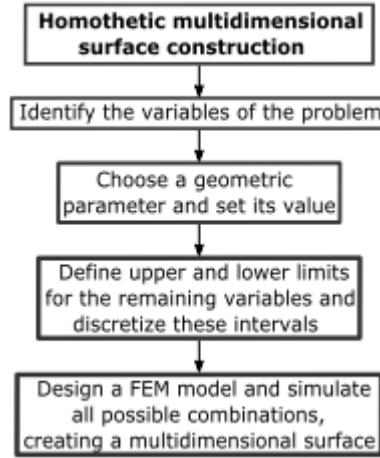 Homothetic multidimensional
surface construction
Identify the variables of the problem
Choose a geometric
parameter and set its value
Define upper and lower limits
for the remaining variables and
discretize these intervals
Design a FEM model and simulate
all possible combinations,
creating a multidimensional surface